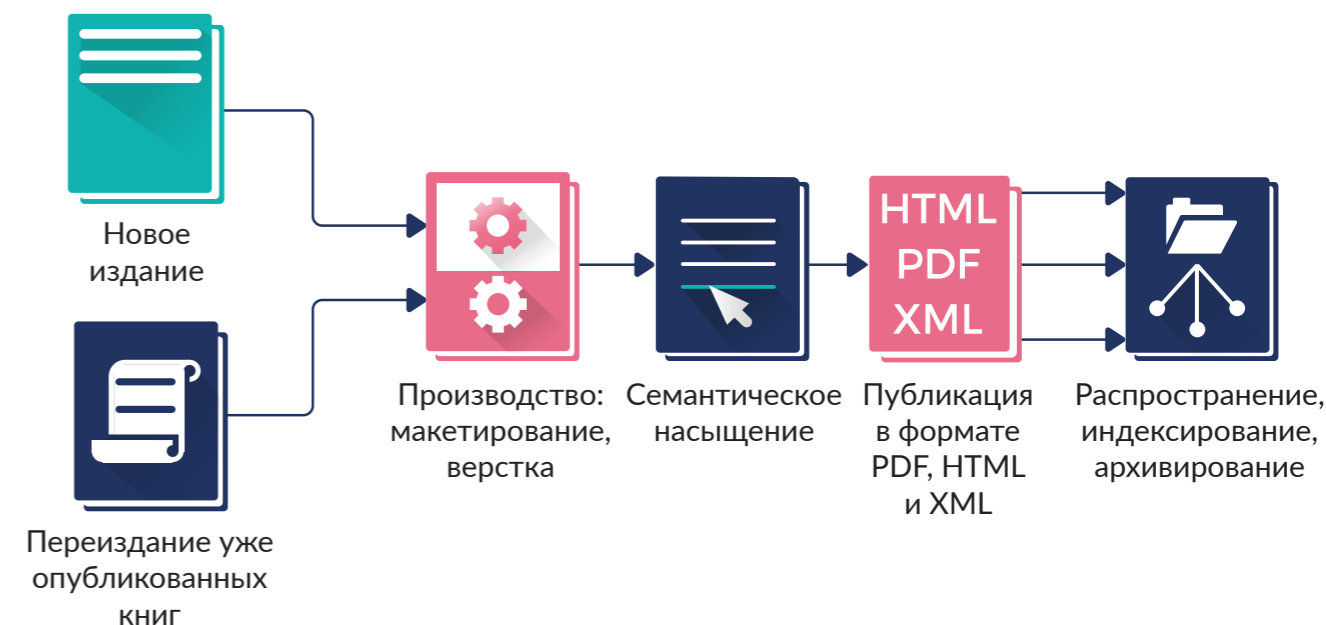 Новое
издание
Переиздание уже
опубликованных
книг
Производство:
макетирование,
верстка
Семантическое
насыщение
HTML
PDF
XML
Публикация
в формате
PDF, HTML
и XML
Распространение,
индексирование,
архивирование